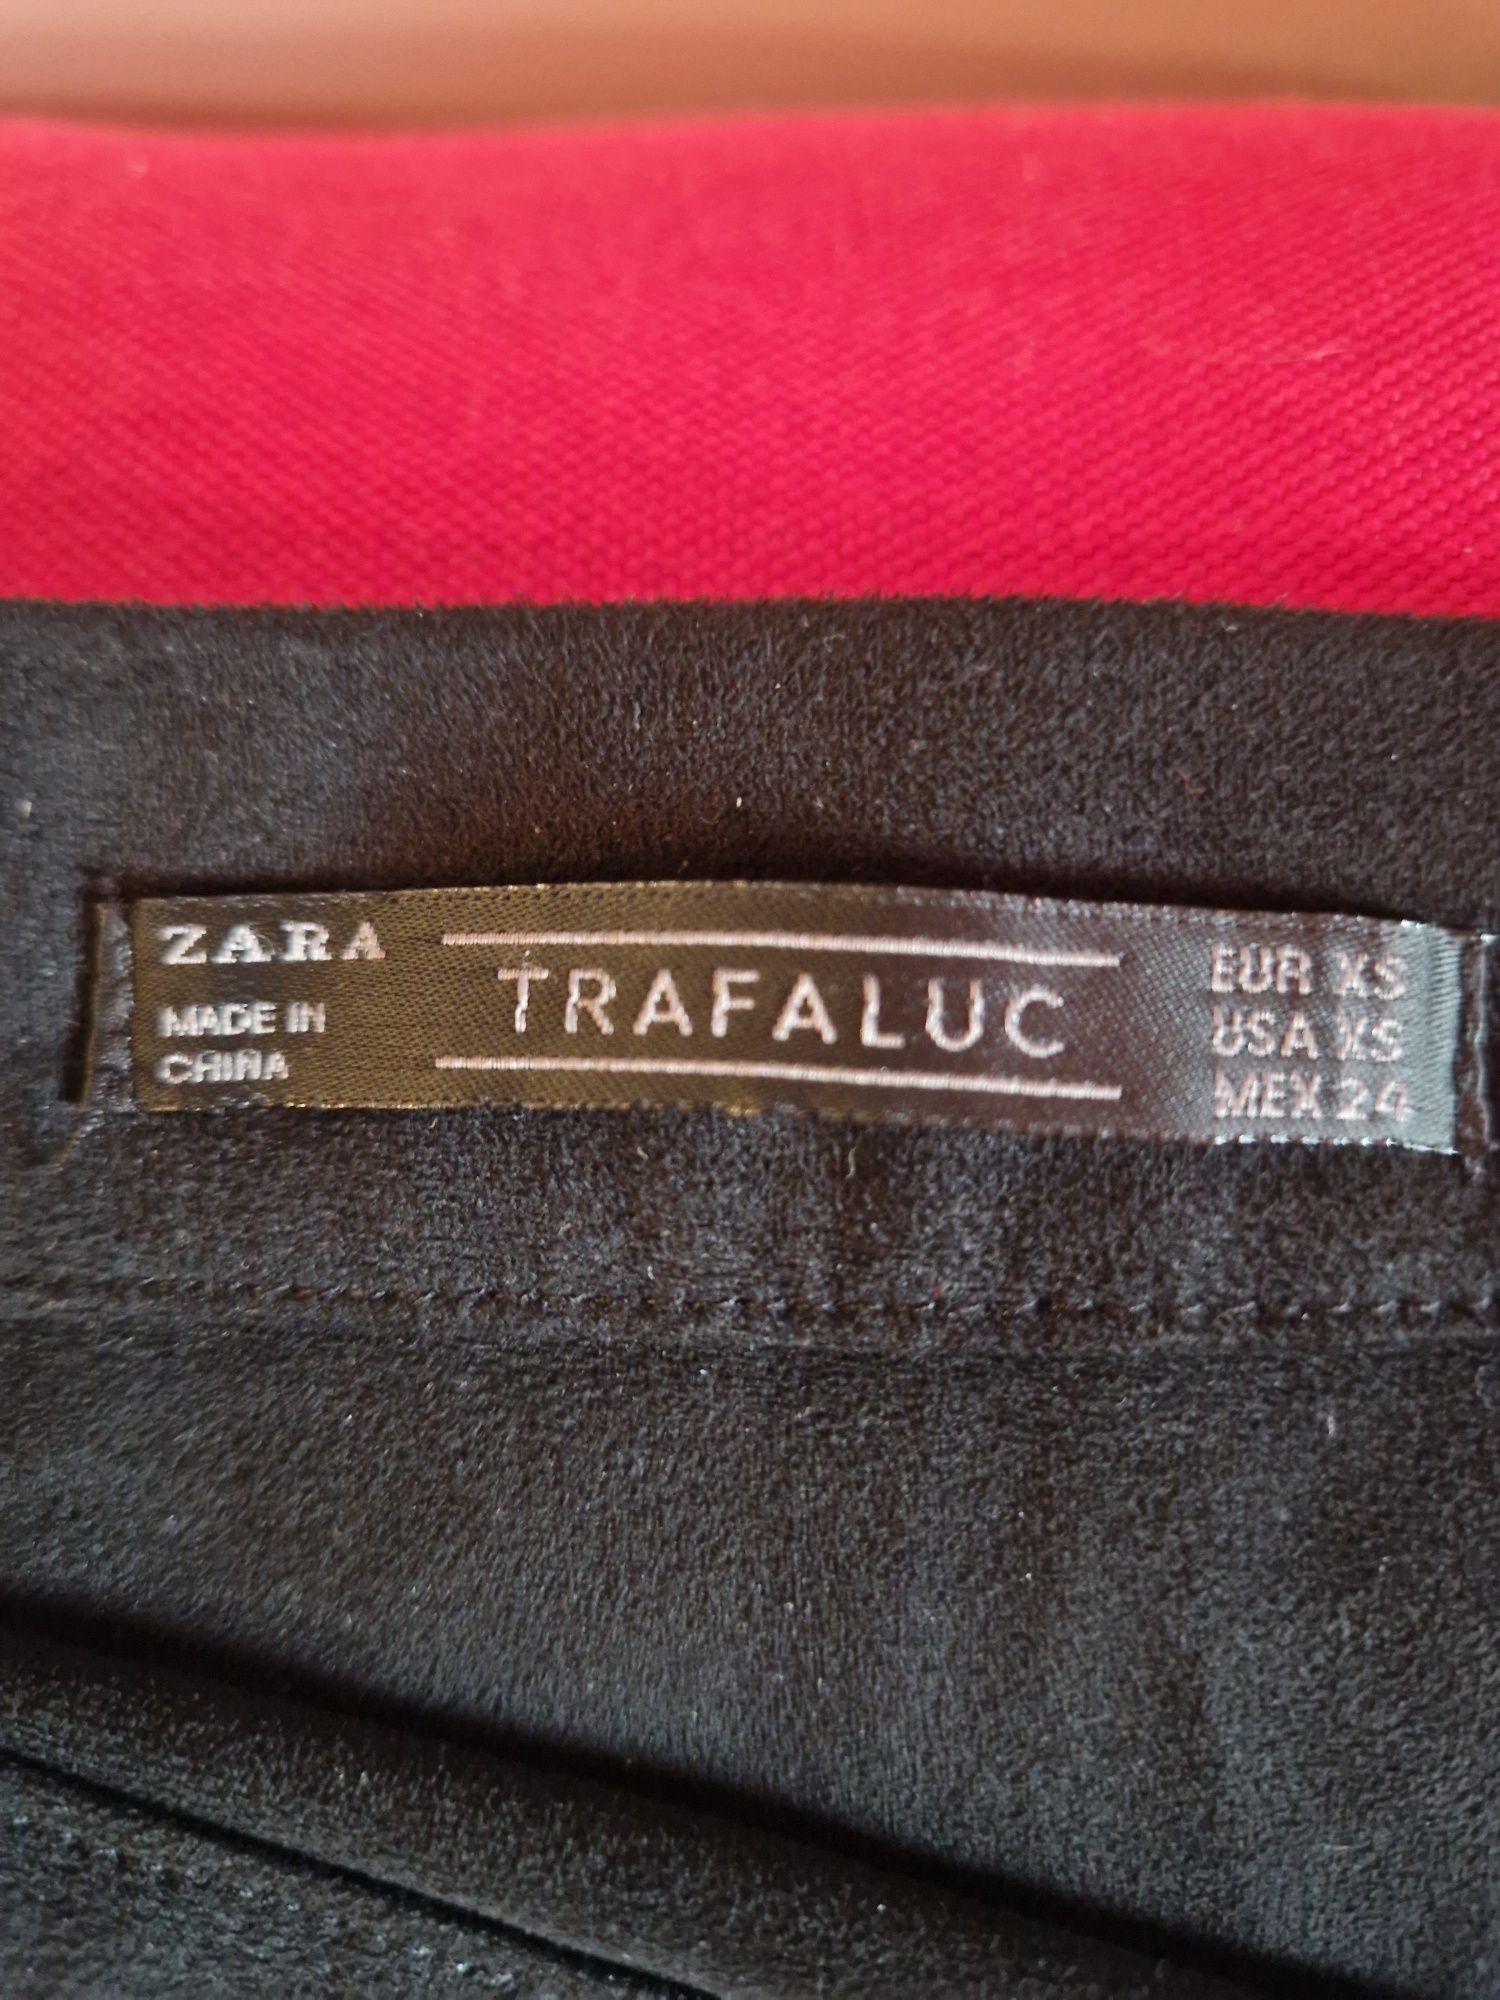 ZARA
MADE IN
CHINA
TRAFALUC
EUR XS
USA XS
MEX 24